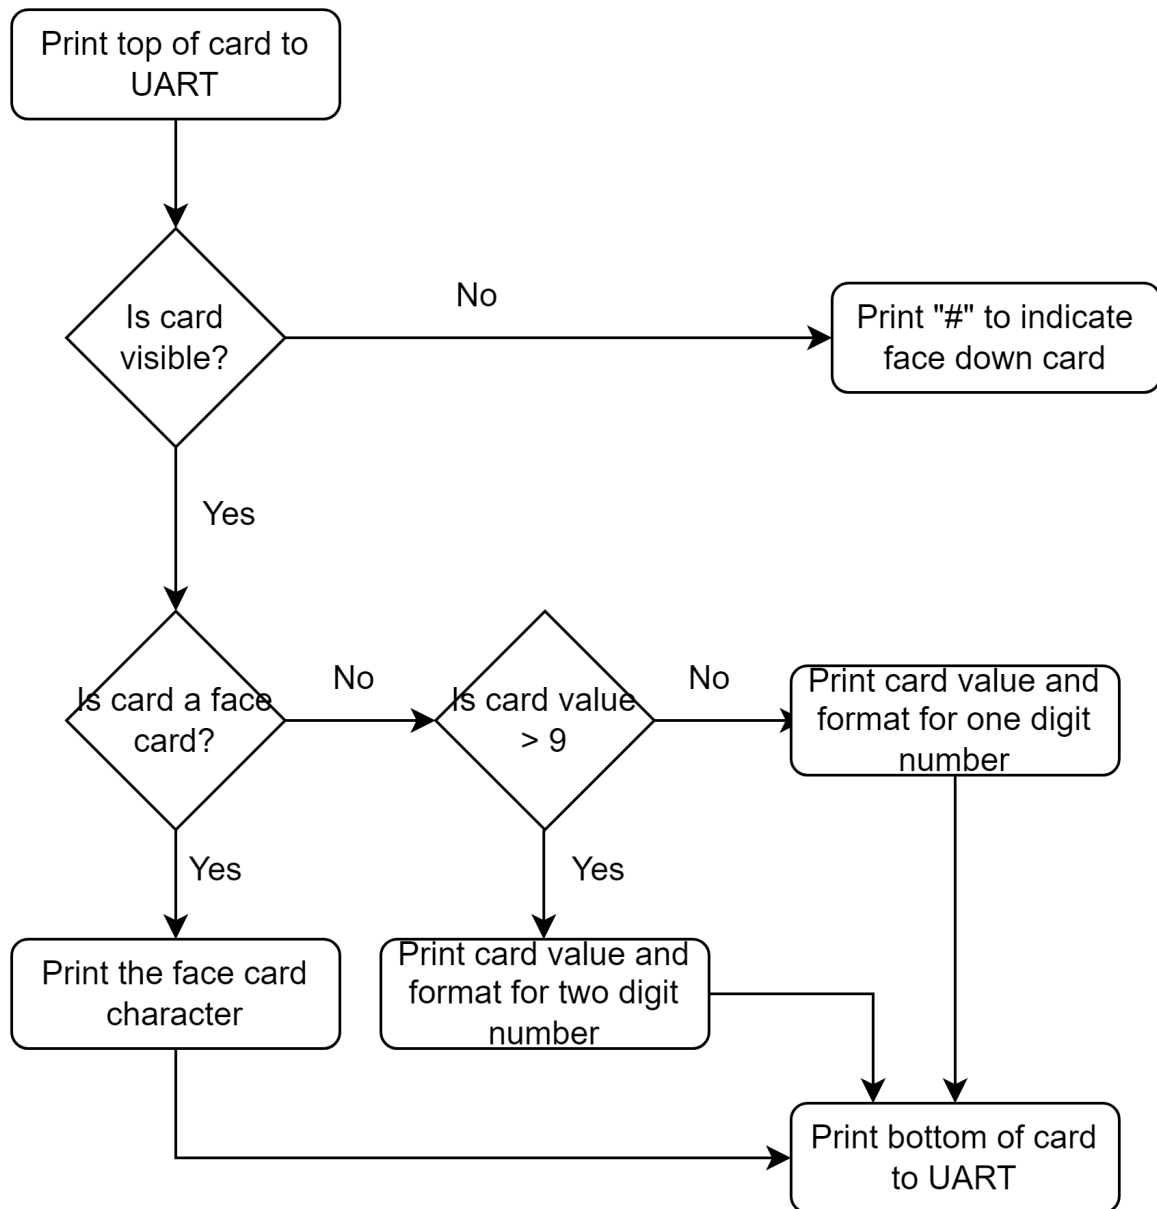 Print top of card to
UART
No
Is card
visible?
Print "#" to indicate
face down card
Yes
Is card a face
card?
No
Is card value
> 9
No
Print card value and
format for one digit
number
Yes
Yes
Print the face card
character
Print card value and
format for two digit
number
Print bottom of card
to UART